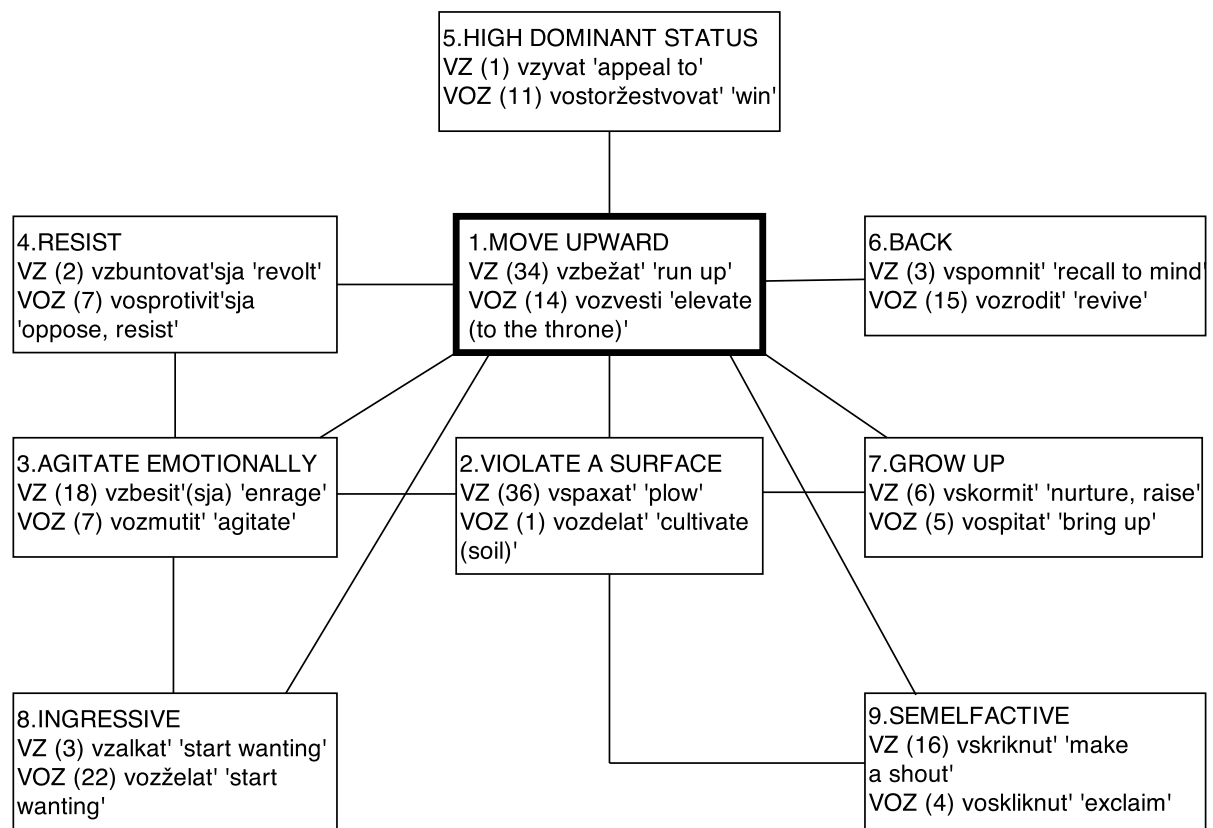 5.HIGH DOMINANT STATUS
VZ (1) vzyvat 'appeal to'
VOZ (11) vostoržestvovat' 'win'
4.RESIST
VZ (2) vzbuntovat'sja 'revolt'
VOZ (7) vosprotivit'sja
'oppose, resist'
1.MOVE UPWARD
VZ (34) vzbežat' 'run up'
VOZ (14) vozvesti 'elevate
(to the throne)'
6.BACK
VZ (3) vspomnit' 'recall to mind'
VOZ (15) vozrodit' 'revive'
3.AGITATE EMOTIONALLY
VZ (18) vzbesit'(sja) 'enrage'
VOZ (7) vozmutit' 'agitate'
2.VIOLATE A SURFACE
VZ (36) vspaxat' 'plow'
VOZ (1) vozdelat' 'cultivate
(soil)'
7.GROW UP
VZ (6) vskormit' 'nurture, raise'
VOZ (5) vospitat' 'bring up'
8.INGRESSIVE
VZ (3) vzalkat' 'start wanting'
VOZ (22) vozželat' 'start
wanting'
9.SEMELFACTIVE
VZ (16) vskriknut' 'make
a shout'
VOZ (4) voskliknut' 'exclaim'